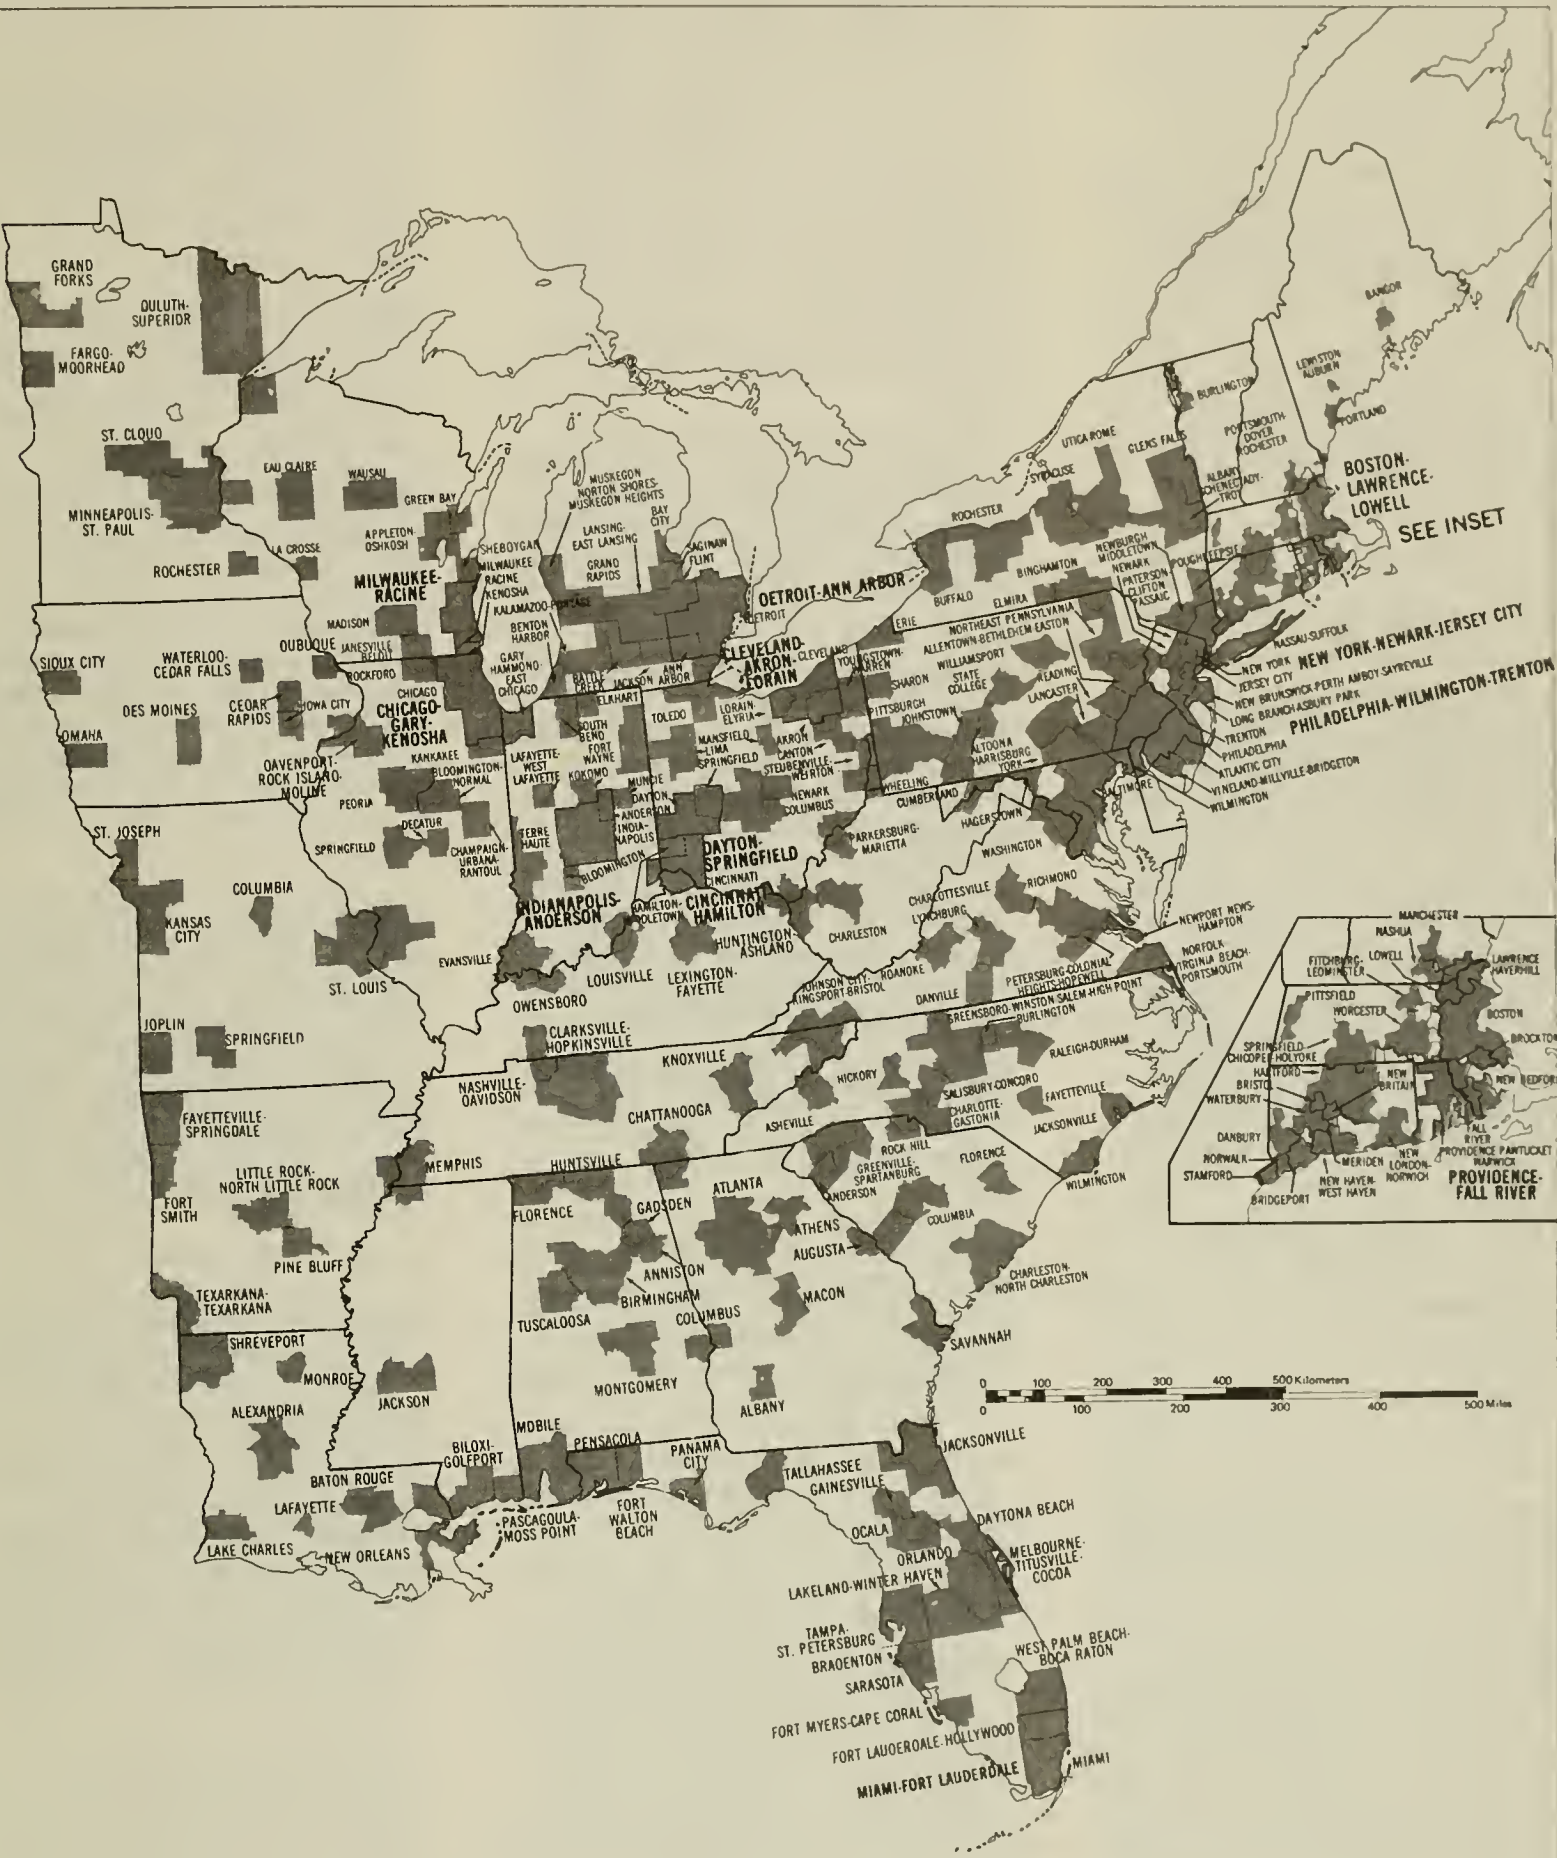 GRAND
FORKS
DULUTH-
SUPERIOR
FARGO-
MOORHEAD
ST. CLOUD
MINNEAPOLIS-
ST. PAUL
ROCHESTER
EAU CLAIRE
WAUSAU
GREEN BAY
APPLETON
OSHKOSH
LA CROSSE
SHEBOYGAN
MILWAUKEE
RACINE
KENOSHA
MILWAUKEE-
RACINE
MADISON
JANESVILLE
BELOIT
ROCKFORD
DUBUQUE
SIOUX CITY
WATERLOO-
CEDAR FALLS
DES MOINES
CEDAR
RAPIDS
IOWA CITY
OMAHA
DAVENPORT-
ROCK ISLAND-
MOLINE
CHICAGO
CHICAGO-
GARY-
KENOSHA
KANKAKEE
BLOOMINGTON-
NORMAL
PEORIA
DECATUR
SPRINGFIELD
CHAMPAIGN-
URBANA-
RANTOUL
MUSKEGON
NORTON SHORES-
MUSKEGON HEIGHTS
BAY
CITY
LANSING-
EAST LANSING
SAGINAW
FLINT
GRAND
RAPIDS
KALAMAZOO-PORTAGE
BENTON
HARBOR
GARY
HAMMOND-
EAST
CHICAGO
BATTLE
CREEK
JACKSON
ANN
ARBOR
DETROIT-ANN ARBOR
DETROIT
CLEVELAND-
AKRON-
LORAIN
CLEVELAND
ELKHART
SOUTH
BEND
FORT
WAYNE
TOLEDO
LORAIN-
ELYRIA
MANSFIELD
LIMA
SPRINGFIELD
AKRON
CANTON
STEUBENVILLE-
WEIRTON
NEWARK
COLUMBUS
LAFAYETTE-
WEST
LAFAYETTE
KOKOMO
MUNCIE
DAYTON
ANDERSON
INDIA-
NAPOLIS
TERRE
HAUTE
BLOOMINGTON
INDIANAPOLIS-
ANDERSON
DAYTON-
SPRINGFIELD
CINCINNATI
HAMILTON-
MIDDLETOWN
CINCINNATI
HAMILTON
YOUNGSTOWN-
WARREN
SHARON
PITTSBURGH
JOHNSTOWN
WHEELING
PARKERSBURG-
MARIETTA
CUMBERLAND
HAGERSTOWN
ERIE
BUFFALO
ROCHESTER
SYRACUSE
UTICA-ROME
GLENS FALLS
ALBANY
SCHENECTADY-
TROY
BINGHAMTON
ELMIRA
NEWBURGH
MIDDLETOWN
NEWARK
PATERSON
CLIFTON
PASSAIC
POUGHKEEPSIE
NORTHEAST PENNSYLVANIA
ALLENTOWN-BETHLEHEM-EASTON
WILLIAMSPORT
STATE
COLLEGE
READING
LANCASTER
ALTOONA
HARRISBURG
YORK
BALTIMORE
WASHINGTON
BURLINGTON
PORTSMOUTH-
DOVER
ROCHESTER
BANGOR
LEWISTON
AUBURN
PORTLAND
BOSTON-
LAWRENCE-
LOWELL
SEE INSET
NASSAU-SUFFOLK
NEW YORK
NEW YORK-NEWARK-JERSEY CITY
JERSEY CITY
NEW BRUNSWICK-PERTH AMBOY-SAYREVILLE
LONG BRANCH-ASBURY PARK
PHILADELPHIA-WILMINGTON-TRENTON
TRENTON
PHILADELPHIA
ATLANTIC CITY
VINELAND-MILLVILLE-BRIDGETON
WILMINGTON
ST. JOSEPH
COLUMBIA
KANSAS
CITY
ST. LOUIS
JOPLIN
SPRINGFIELD
EVANSVILLE
LOUISVILLE
OWENSBORO
LEXINGTON-
FAYETTE
HUNTINGTON-
ASHLAND
CHARLESTON
CHARLOTTESVILLE
LYNCHBURG
RICHMOND
NEWPORT NEWS-
HAMPTON
NORFOLK
VIRGINIA BEACH-
PORTSMOUTH
ROANOKE
JOHNSON CITY-
KINGSPORT-BRISTOL
DANVILLE
PETERSBURG-COLONIAL
HEIGHTS-HOPEWELL
GREENSBORO-WINSTON SALEM-HIGH POINT
BURLINGTON
RALEIGH-DURHAM
CLARKSVILLE-
HOPKINSVILLE
NASHVILLE-
DAVIDSON
KNOXVILLE
CHATTANOOGA
HICKORY
ASHEVILLE
SALISBURY-CONCORD
CHARLOTTE-
GASTONIA
FAYETTEVILLE
JACKSONVILLE
WILMINGTON
ROCK HILL
GREENVILLE-
SPARTANBURG
ANDERSON
FLORENCE
COLUMBIA
CHARLESTON-
NORTH CHARLESTON
FAYETTEVILLE-
SPRINGDALE
FORT
SMITH
LITTLE ROCK-
NORTH LITTLE ROCK
PINE BLUFF
MEMPHIS
HUNTSVILLE
FLORENCE
GADSDEN
ATLANTA
ATHENS
AUGUSTA
ANNISTON
BIRMINGHAM
TUSCALOOSA
COLUMBUS
MACON
MONTGOMERY
ALBANY
SAVANNAH
TEXARKANA-
TEXARKANA
SHREVEPORT
MONROE
JACKSON
ALEXANDRIA
BATON ROUGE
LAFAYETTE
LAKE CHARLES
NEW ORLEANS
BILOXI-
GULFPORT
MOBILE
PENSACOLA
PANAMA
CITY
PASCAGOULA-
MOSS POINT
FORT
WALTON
BEACH
TALLAHASSEE
GAINESVILLE
JACKSONVILLE
OCALA
DAYTONA BEACH
ORLANDO
MELBOURNE-
TITUSVILLE-
COCOA
LAKELAND-WINTER HAVEN
TAMPA-
ST. PETERSBURG
BRADENTON
SARASOTA
WEST PALM BEACH-
BOCA RATON
FORT MYERS-CAPE CORAL
FORT LAUDERDALE-HOLLYWOOD
MIAMI-FORT LAUDERDALE
MIAMI
0 100 200 300 400 500 Kilometers
0 100 200 300 400 500 Miles
MANCHESTER
NASHUA
FITCHBURG-
LEOMINSTER
LOWELL
LAWRENCE
HAVERHILL
PITTSFIELD
WORCESTER
BOSTON
SPRINGFIELD
CHICOPEE-HOLYOKE
BROCKTON
HARTFORD
NEW
BRITAIN
NEW BEDFORD
BRISTOL
WATERBURY
DANBURY
NORWALK
STAMFORD
BRIDGEPORT
MERIDEN
NEW HAVEN-
WEST HAVEN
NEW
LONDON-
NORWICH
FALL
RIVER
PROVIDENCE PAWTUCKET
WARWICK
PROVIDENCE-
FALL RIVER